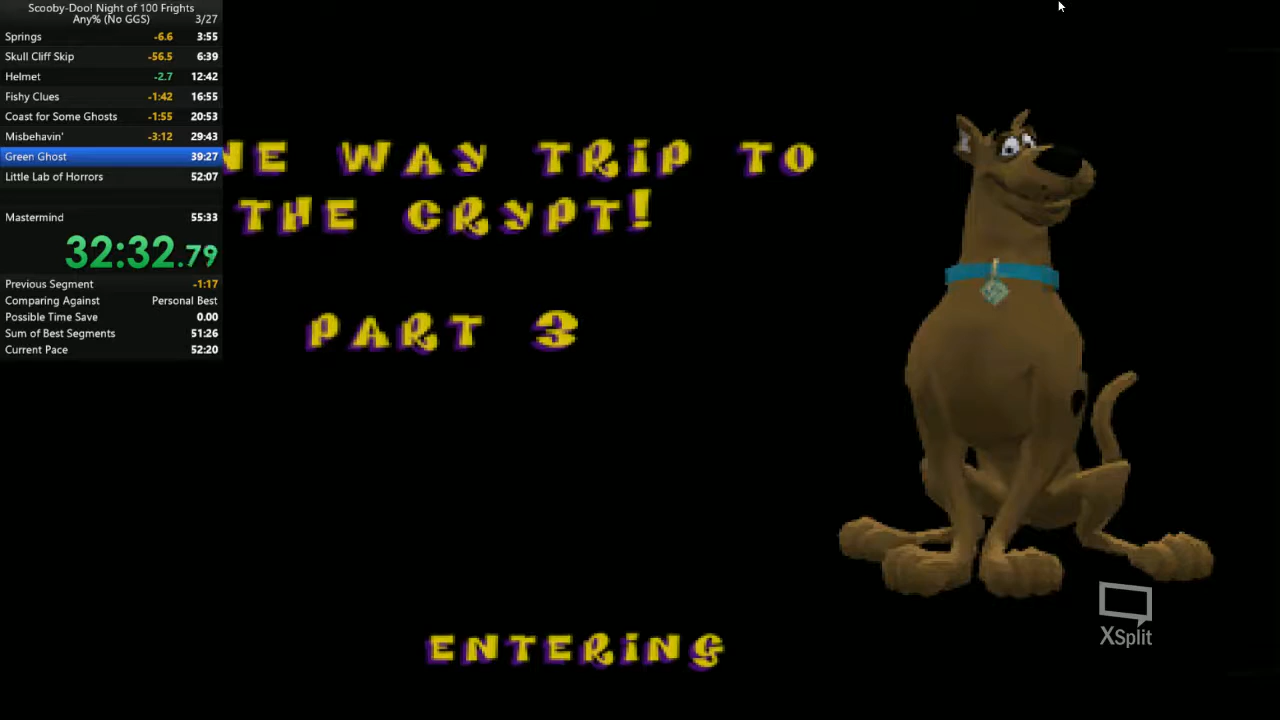 Scooby-Doo! Night of 100 Frights
Any% (No GGS) 3/27
Springs -6.6 3:55
Skull Cliff Skip -56.5 6:39
Helmet -2.7 12:42
Fishy Clues -1:42 16:55
Coast for Some Ghosts -1:55 20:53
Misbehavin' -3:12 29:43
Green Ghost 39:27
Little Lab of Horrors 52:07
Mastermind 55:33
32:32.79
Previous Segment -1:17
Comparing Against Personal Best
Possible Time Save 0.00
Sum of Best Segments 51:26
Current Pace 52:20
NE WAY TRiP TO
THE CRYPT!
PART 3
ENTERiNG
XSplit